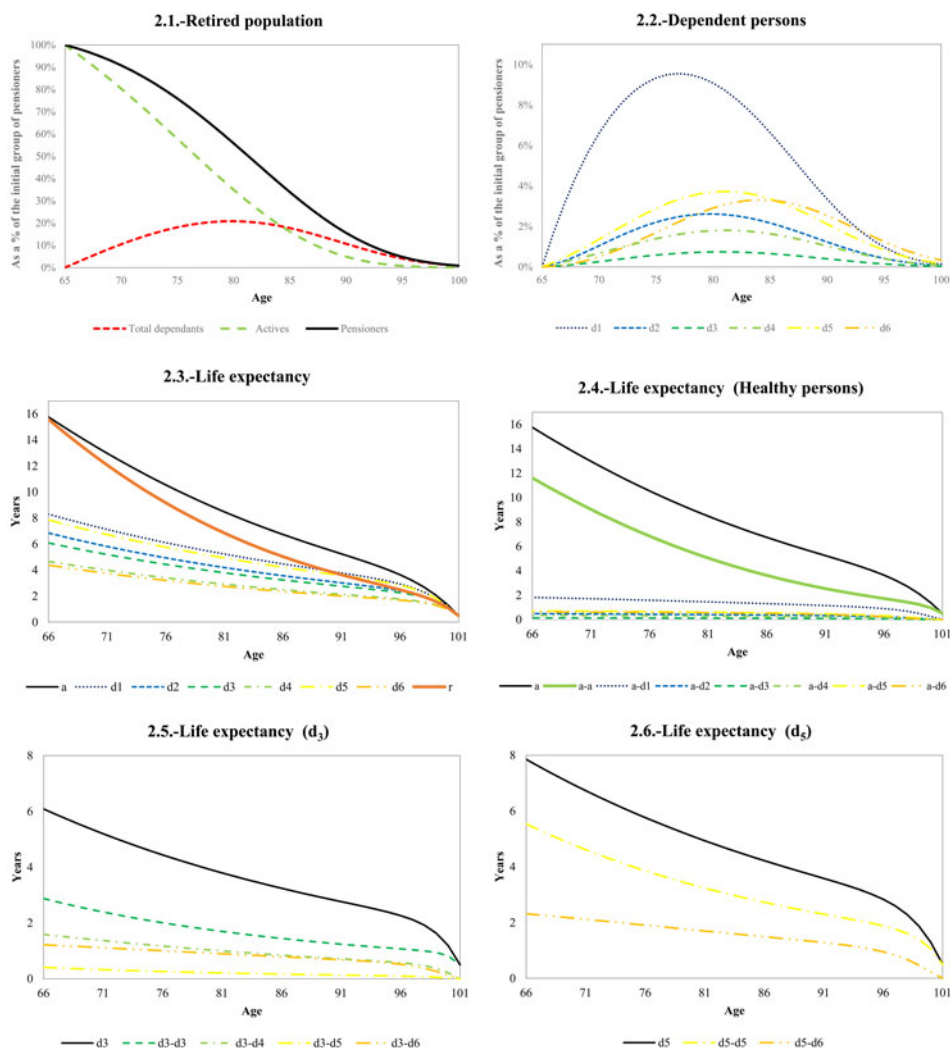 2.1.-Retired population
As a % of the initial group of pensioners
100%
90%
80%
70%
60%
50%
40%
30%
20%
10%
0%
65 70 75 80 85 90 95 100
Age
Total dependants Actives Pensioners
2.2.-Dependent persons
As a % of the initial group of pensioners
10%
8%
6%
4%
2%
0%
65 70 75 80 85 90 95 100
Age
d1 d2 d3 d4 d5 d6
2.3.-Life expectancy
Years
16
14
12
10
8
6
4
2
0
66 71 76 81 86 91 96 101
Age
a d1 d2 d3 d4 d5 d6 r
2.4.-Life expectancy (Healthy persons)
Years
16
14
12
10
8
6
4
2
0
66 71 76 81 86 91 96 101
Age
a a-a a-d1 a-d2 a-d3 a-d4 a-d5 a-d6
2.5.-Life expectancy (d₃)
Years
8
6
4
2
0
66 71 76 81 86 91 96 101
Age
d3 d3-d3 d3-d4 d3-d5 d3-d6
2.6.-Life expectancy (d₅)
Years
8
6
4
2
0
66 71 76 81 86 91 96 101
Age
d5 d5-d5 d5-d6